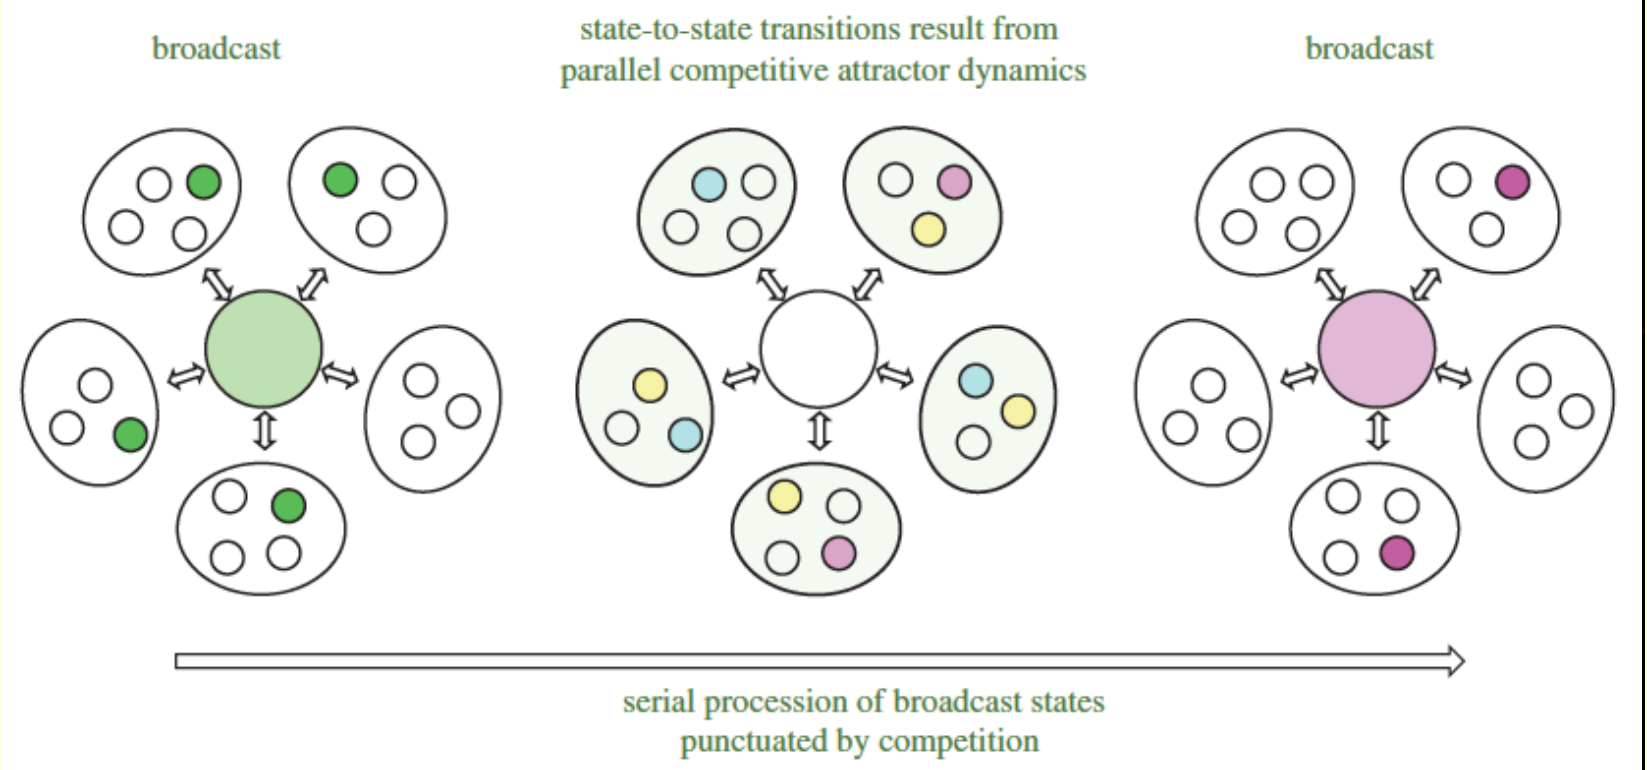 broadcast
state-to-state transitions result from
parallel competitive attractor dynamics
broadcast
serial procession of broadcast states
punctuated by competition